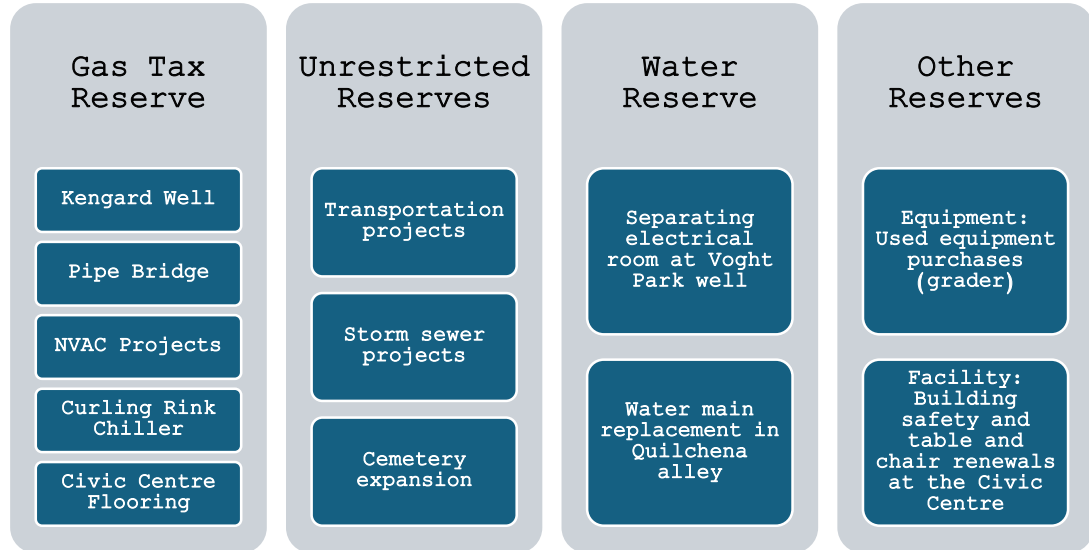 Gas Tax
Reserve
Kengard Well
Pipe Bridge
NVAC Projects
Curling Rink
Chiller
Civic Centre
Flooring
Unrestricted
Reserves
Transportation
projects
Storm sewer
projects
Cemetery
expansion
Water
Reserve
Separating
electrical
room at Voght
Park well
Water main
replacement in
Quilchena
alley
Other
Reserves
Equipment:
Used equipment
purchases
(grader)
Facility:
Building
safety and
table and
chair renewals
at the Civic
Centre